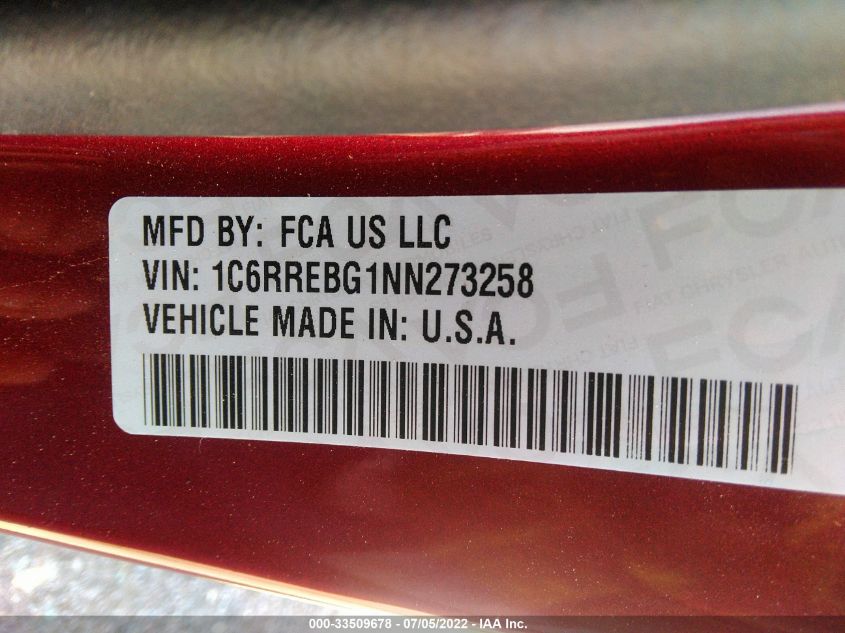 MFD BY: FCA US LLC
VIN: 1C6RREBG1NN273258
VEHICLE MADE IN: U.S.A.
000-33509678 - 07/05/2022 - IAA Inc.